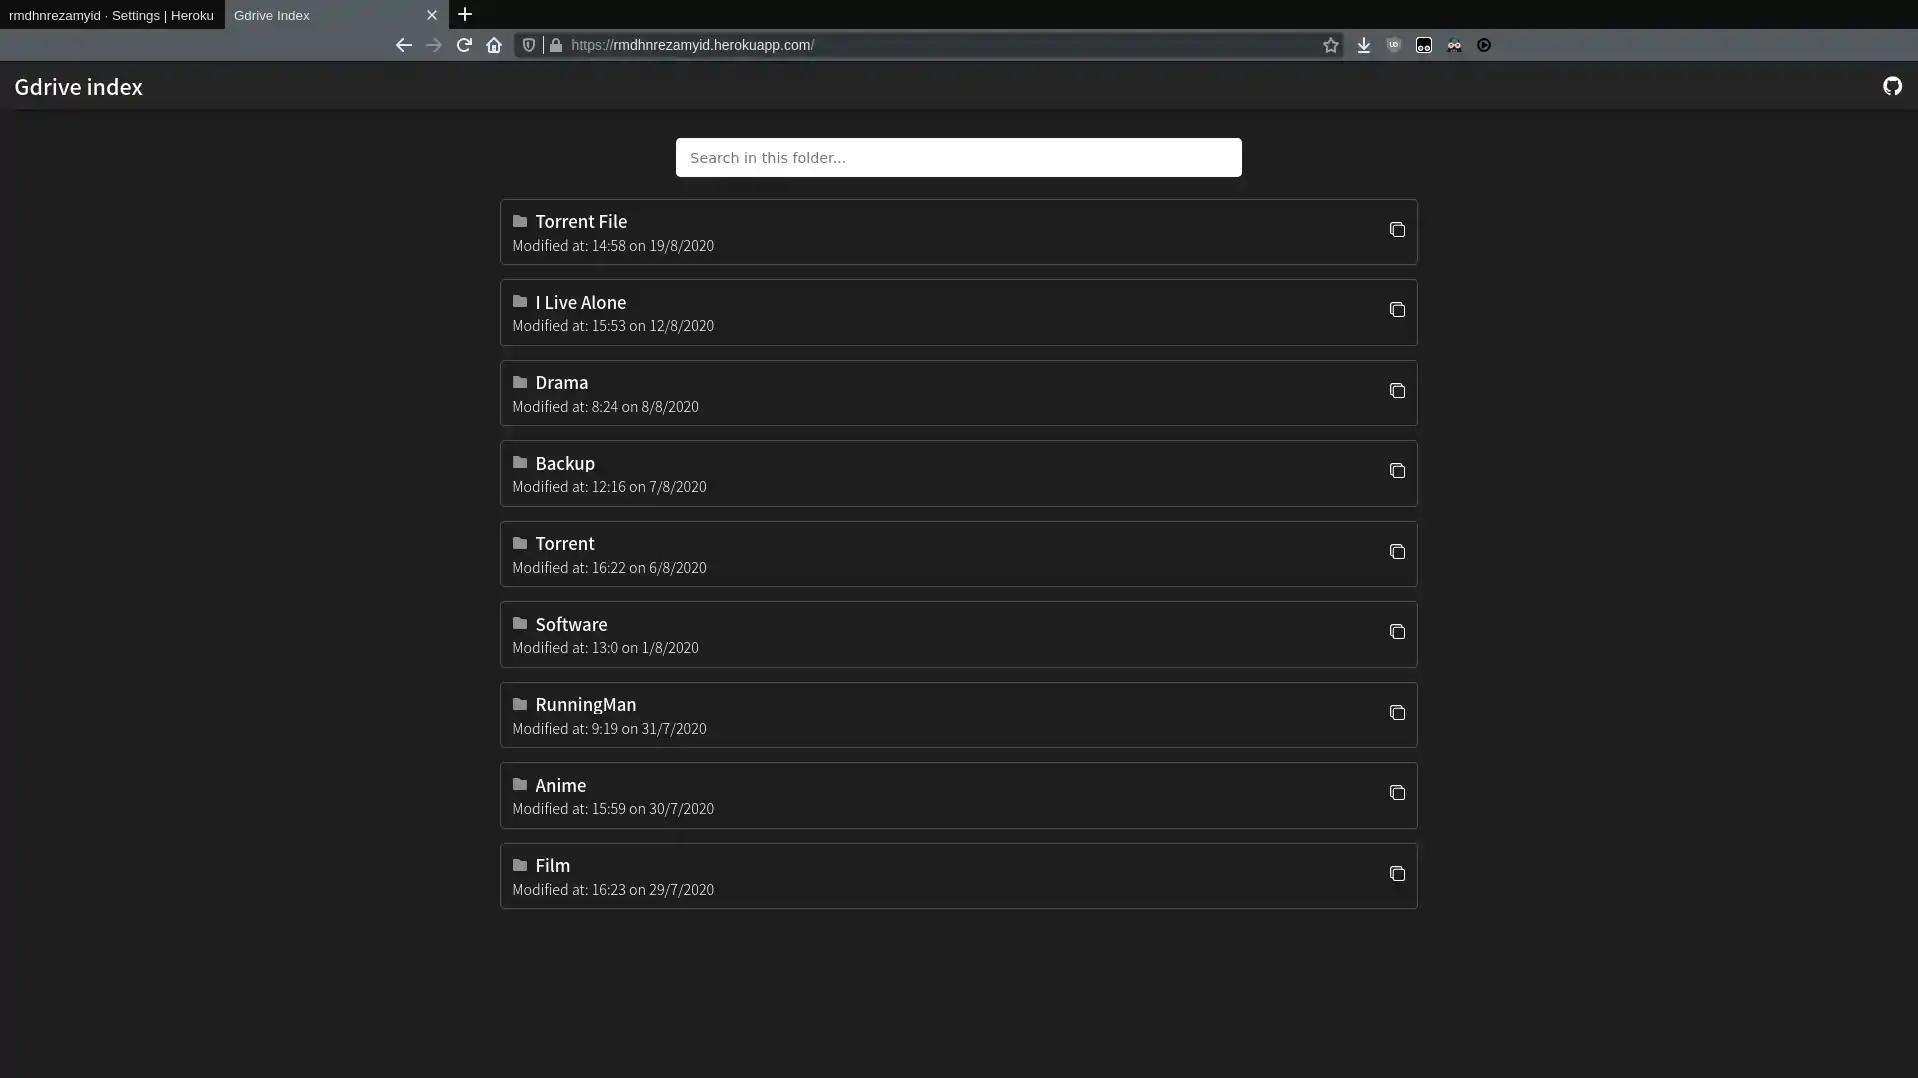 rmdhnrezamyid · Settings | Heroku
Gdrive Index
https://rmdhnrezamyid.herokuapp.com/
Gdrive index
Search in this folder...
Torrent File
Modified at: 14:58 on 19/8/2020
I Live Alone
Modified at: 15:53 on 12/8/2020
Drama
Modified at: 8:24 on 8/8/2020
Backup
Modified at: 12:16 on 7/8/2020
Torrent
Modified at: 16:22 on 6/8/2020
Software
Modified at: 13:0 on 1/8/2020
RunningMan
Modified at: 9:19 on 31/7/2020
Anime
Modified at: 15:59 on 30/7/2020
Film
Modified at: 16:23 on 29/7/2020